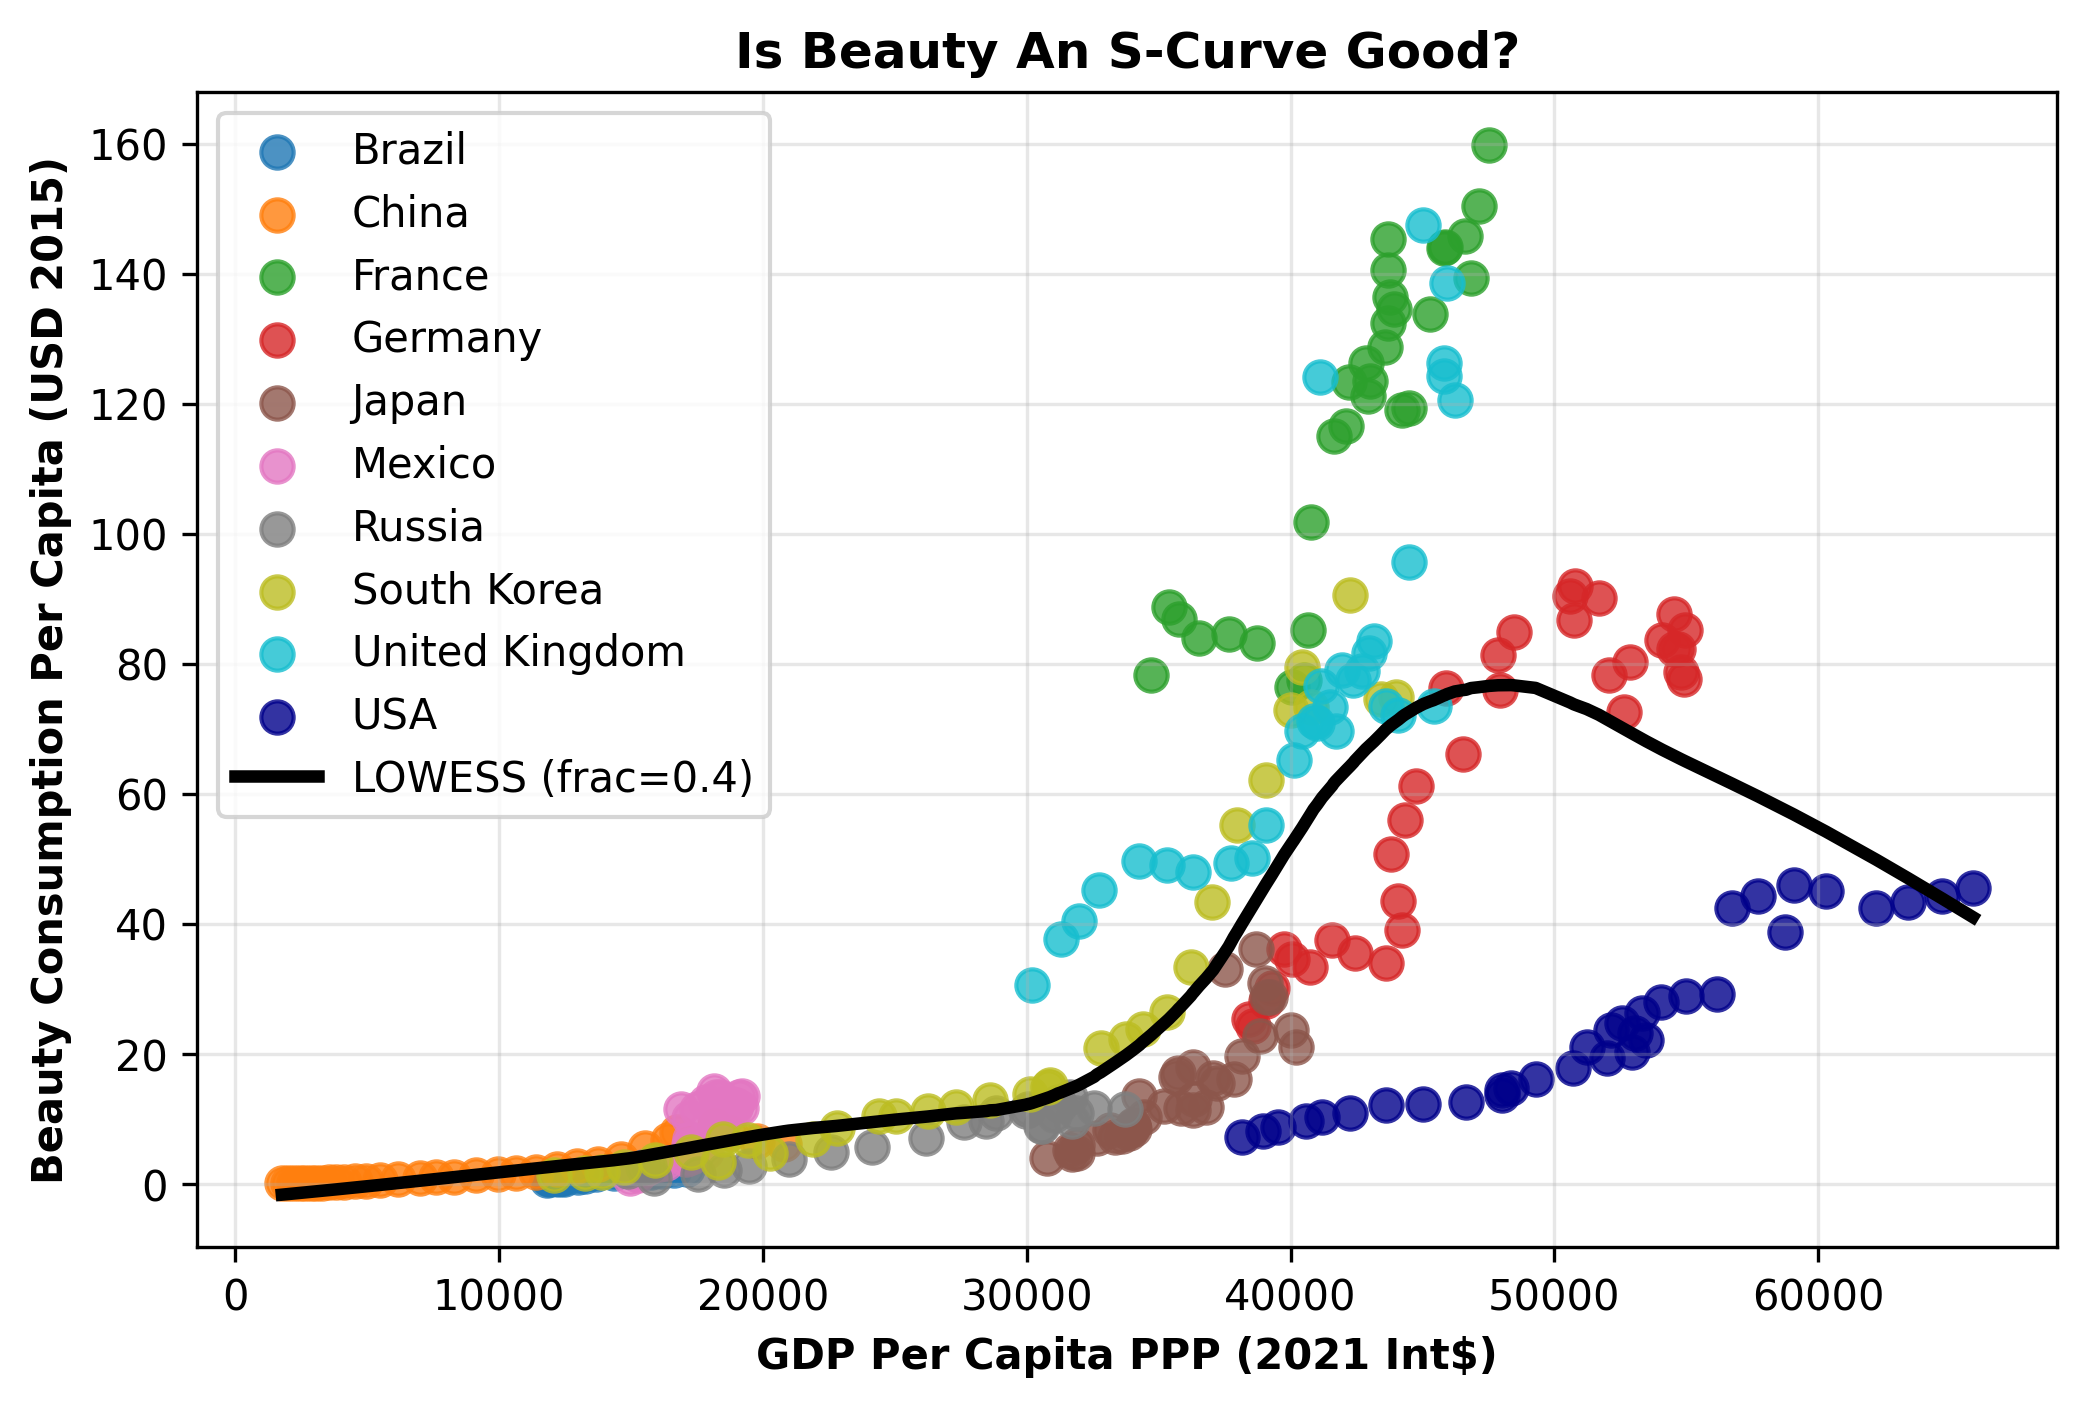 Is Beauty An S-Curve Good?
Beauty Consumption Per Capita (USD 2015)
160
140
120
100
80
60
40
20
0
Brazil
China
France
Germany
Japan
Mexico
Russia
South Korea
United Kingdom
USA
LOWESS (frac=0.4)
0 10000 20000 30000 40000 50000 60000
GDP Per Capita PPP (2021 Int$)